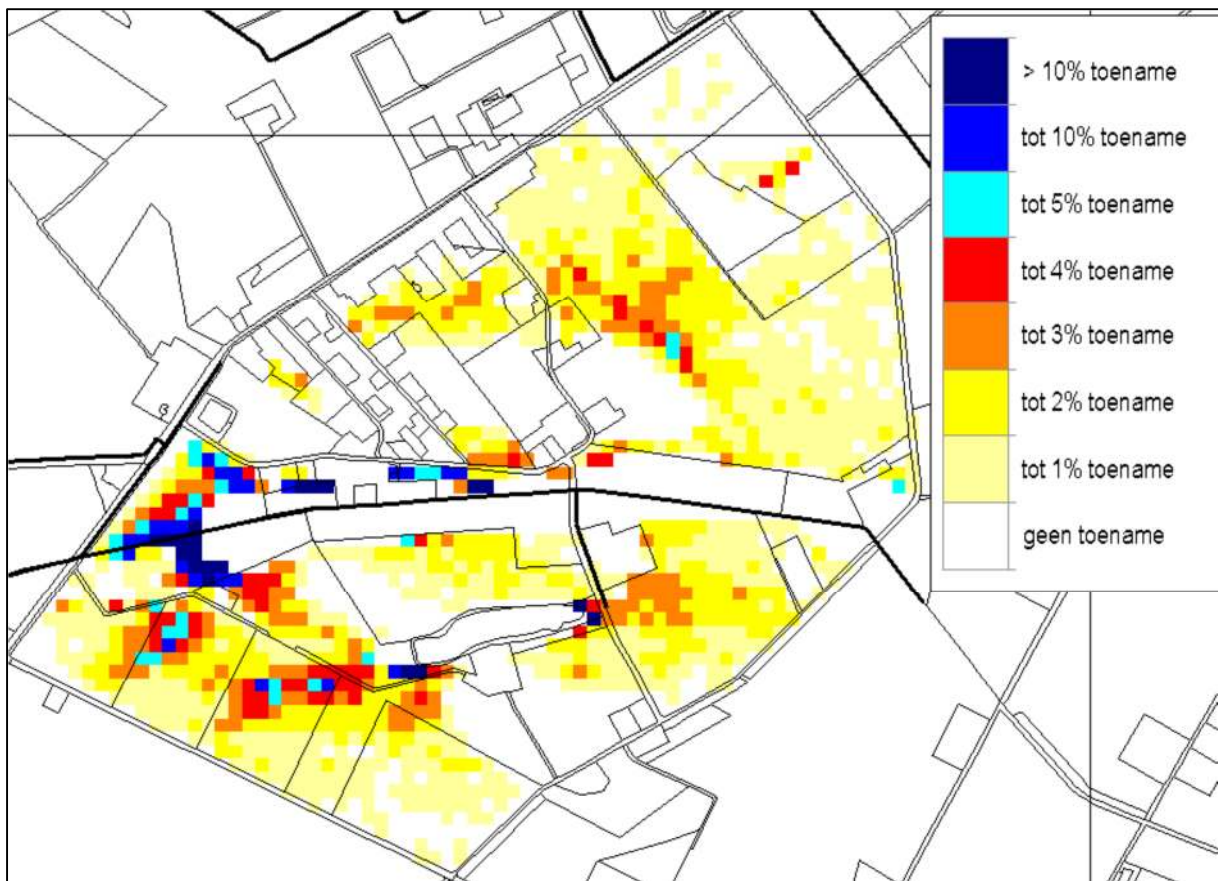 > 10% toename
tot 10% toename
tot 5% toename
tot 4% toename
tot 3% toename
tot 2% toename
tot 1% toename
geen toename